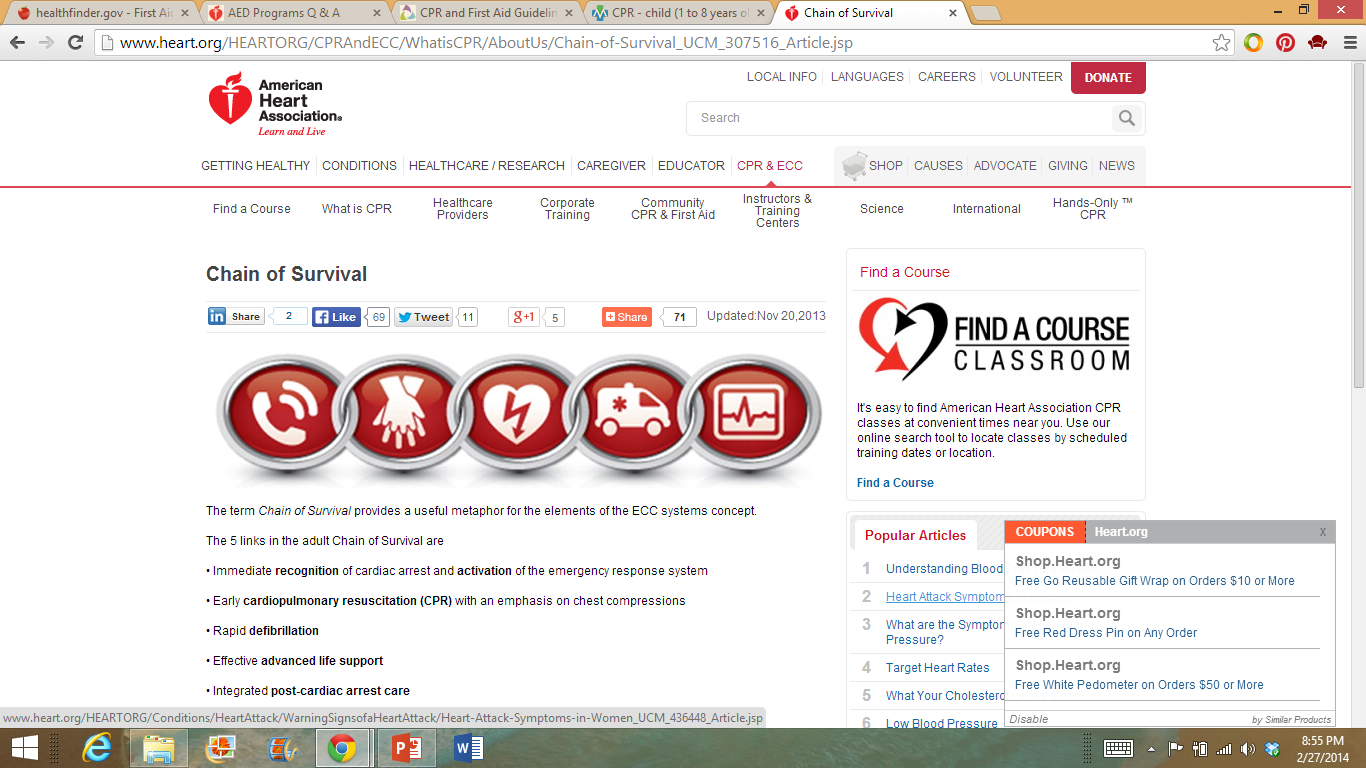 healthfinder.gov - First Ai
AED Programs Q & A
CPR and First Aid Guidelin
CPR - child (1 to 8 years ol
Chain of Survival
www.heart.org/HEARTORG/CPRAndECC/WhatisCPR/AboutUs/Chain-of-Survival_UCM_307516_Article.jsp
American
Heart
Association®
Learn and Live
LOCAL INFO
LANGUAGES
CAREERS
VOLUNTEER
DONATE
Search
GETTING HEALTHY
CONDITIONS
HEALTHCARE / RESEARCH
CAREGIVER
EDUCATOR
CPR & ECC
SHOP
CAUSES
ADVOCATE
GIVING
NEWS
Find a Course
What is CPR
Healthcare
Providers
Corporate
Training
Community
CPR & First Aid
Instructors &
Training
Centers
Science
International
Hands-Only ™
CPR
Chain of Survival
in Share 2
f Like 69
Tweet 11
g+1 5
Share 71
Updated:Nov 20,2013
The term Chain of Survival provides a useful metaphor for the elements of the ECC systems concept.
The 5 links in the adult Chain of Survival are
• Immediate recognition of cardiac arrest and activation of the emergency response system
• Early cardiopulmonary resuscitation (CPR) with an emphasis on chest compressions
• Rapid defibrillation
• Effective advanced life support
• Integrated post-cardiac arrest care
Find a Course
FIND A COURSE
CLASSROOM
It's easy to find American Heart Association CPR
classes at convenient times near you. Use our
online search tool to locate classes by scheduled
training dates or location.
Find a Course
Popular Articles
1 Understanding Blood
2 Heart Attack Symptom
3 What are the Sympton
Pressure?
4 Target Heart Rates
5 What Your Cholestero
6 Low Blood Pressure
COUPONS
Heart.org
X
Shop.Heart.org
Free Go Reusable Gift Wrap on Orders $10 or More
Shop.Heart.org
Free Red Dress Pin on Any Order
Shop.Heart.org
Free White Pedometer on Orders $50 or More
Disable
by Similar Products
www.heart.org/HEARTORG/Conditions/HeartAttack/WarningSignsofaHeartAttack/Heart-Attack-Symptoms-in-Women_UCM_436448_Article.jsp
8:55 PM
2/27/2014